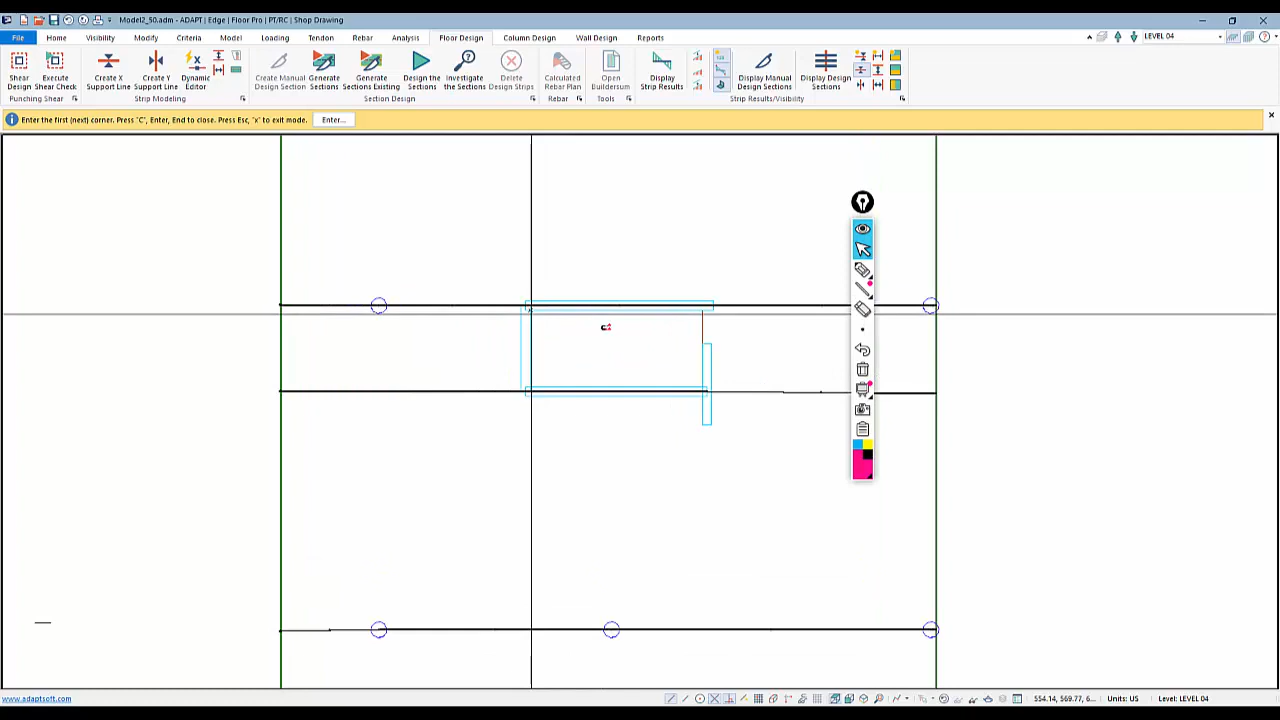 Model2_50.adm - ADAPT | Edge | Floor Pro | PT/RC | Shop Drawing
File Home Visibility Modify Criteria Model Loading Tendon Rebar Analysis Floor Design Column Design Wall Design Reports LEVEL 04
Shear Design
Execute Shear Check
Create X Support Line
Create Y Support Line
Dynamic Editor
Create Manual Design Section
Generate Sections
Generate Sections Existing
Design the Sections
Investigate the Sections
Delete Design Strips
Calculated Rebar Plan
Open Buildersum
Display Strip Results
Display Manual Design Sections
Display Design Sections
Punching Shear Strip Modeling Section Design Rebar Tools Strip Results/Visibility
Enter the first (next) corner. Press "C", Enter, End to close. Press Esc, "x" to exit mode. Enter...
www.adaptsoft.com 554.14, 569.77, 6... Units: US Level: LEVEL 04